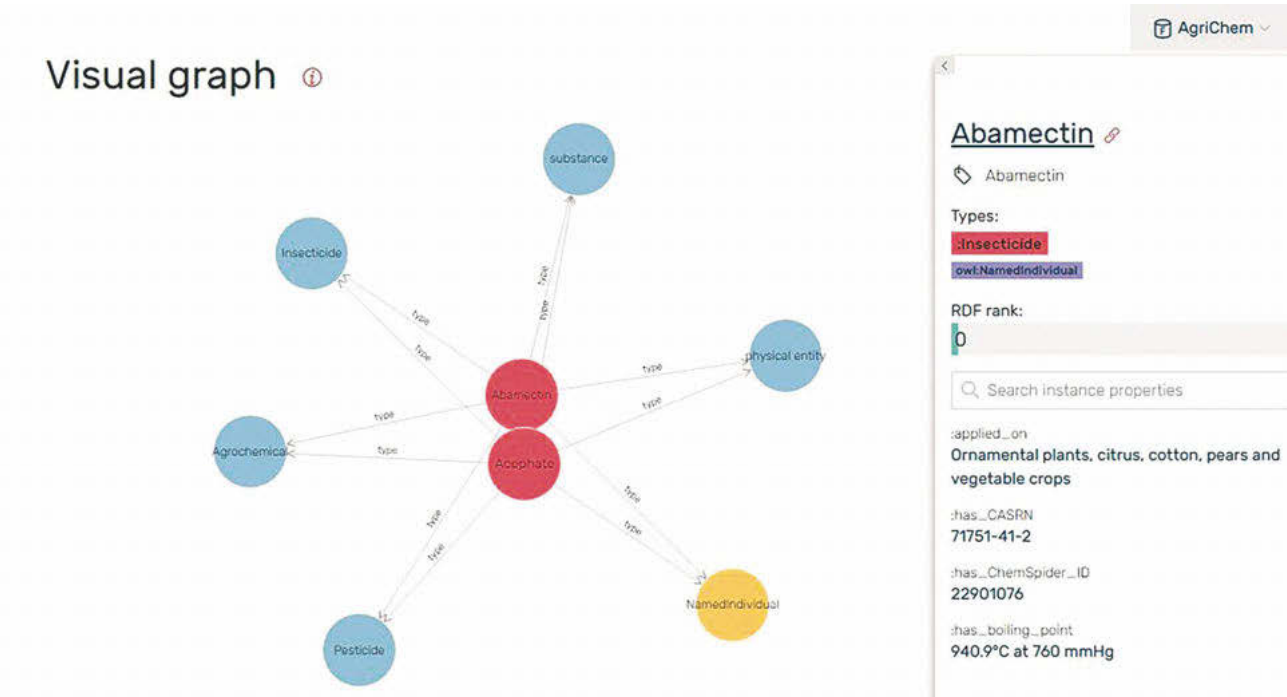 AgriChem
Visual graph
substance
Insecticide
physical entity
Abamectin
Agrochemical
Acephate
NamedIndividual
Pesticide
type
type
type
type
type
type
type
type
type
type
type
type
Abamectin
Abamectin
Types:
:Insecticide
owl:NamedIndividual
RDF rank:
0
Search instance properties
:applied_on
Ornamental plants, citrus, cotton, pears and
vegetable crops
:has_CASRN
71751-41-2
:has_ChemSpider_ID
22901076
:has_boiling_point
940.9°C at 760 mmHg